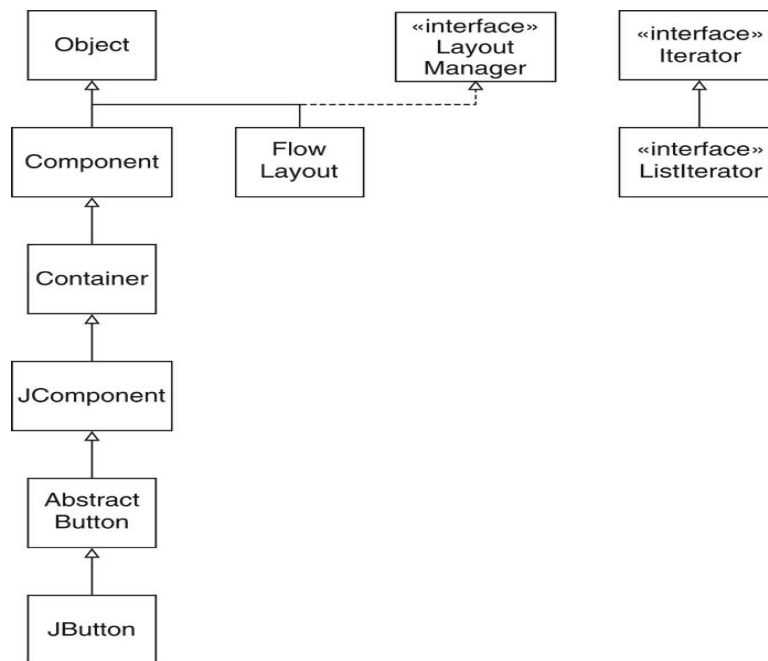 Object
«interface»
Layout
Manager
«interface»
Iterator
Component
Flow
Layout
«interface»
ListIterator
Container
JComponent
Abstract
Button
JButton